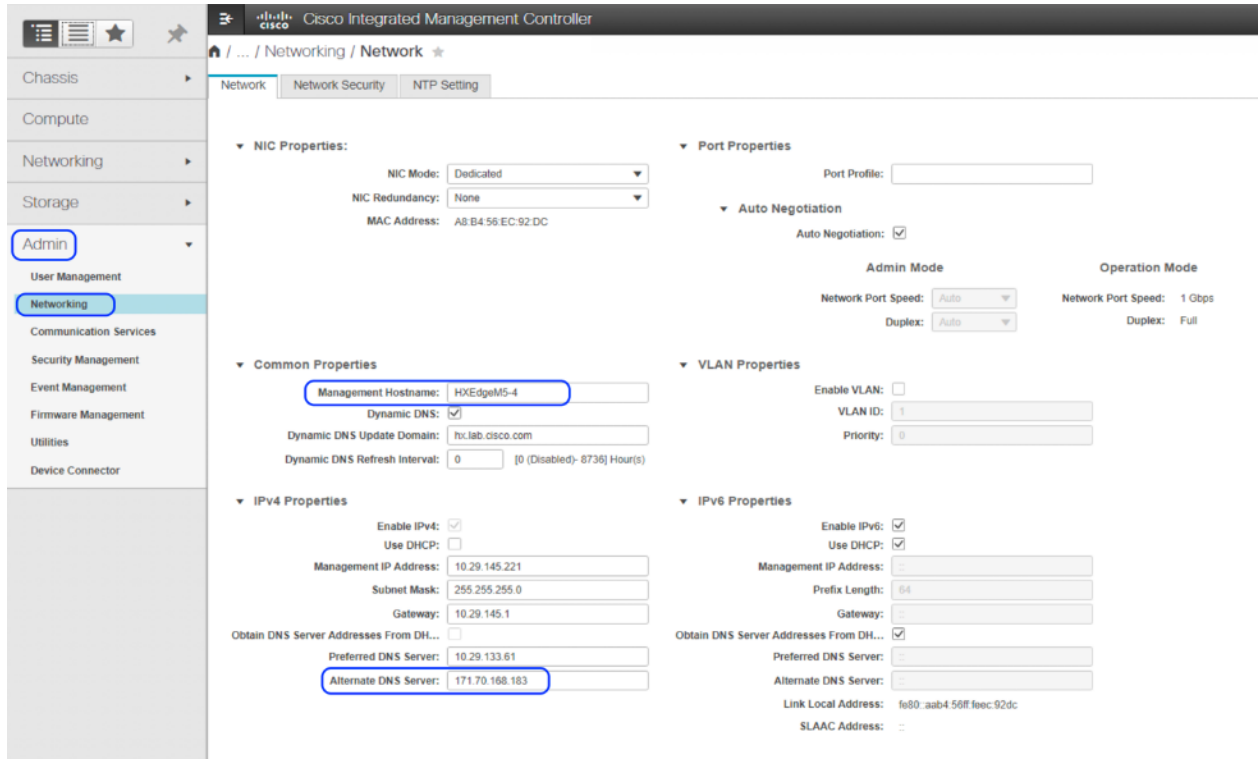 cisco Cisco Integrated Management Controller
/ ... / Networking / Network
Chassis
Compute
Networking
Storage
Admin
User Management
Networking
Communication Services
Security Management
Event Management
Firmware Management
Utilities
Device Connector
Network Network Security NTP Setting
NIC Properties:
NIC Mode: Dedicated
NIC Redundancy: None
MAC Address: A8:B4:56:EC:92:DC
Port Properties
Port Profile:
Auto Negotiation
Auto Negotiation:
Admin Mode Operation Mode
Network Port Speed: Auto Network Port Speed: 1 Gbps
Duplex: Auto Duplex: Full
Common Properties
Management Hostname: HXEdgeM5-4
Dynamic DNS:
Dynamic DNS Update Domain: hx.lab.cisco.com
Dynamic DNS Refresh Interval: 0 [0 (Disabled)- 8736] Hour(s)
VLAN Properties
Enable VLAN:
VLAN ID: 1
Priority: 0
IPv4 Properties
Enable IPv4:
Use DHCP:
Management IP Address: 10.29.145.221
Subnet Mask: 255.255.255.0
Gateway: 10.29.145.1
Obtain DNS Server Addresses From DH...
Preferred DNS Server: 10.29.133.61
Alternate DNS Server: 171.70.168.183
IPv6 Properties
Enable IPv6:
Use DHCP:
Management IP Address: ::
Prefix Length: 64
Gateway: ::
Obtain DNS Server Addresses From DH...
Preferred DNS Server: ::
Alternate DNS Server: ::
Link Local Address: fe80::aab4:56ff:feec:92dc
SLAAC Address: ::